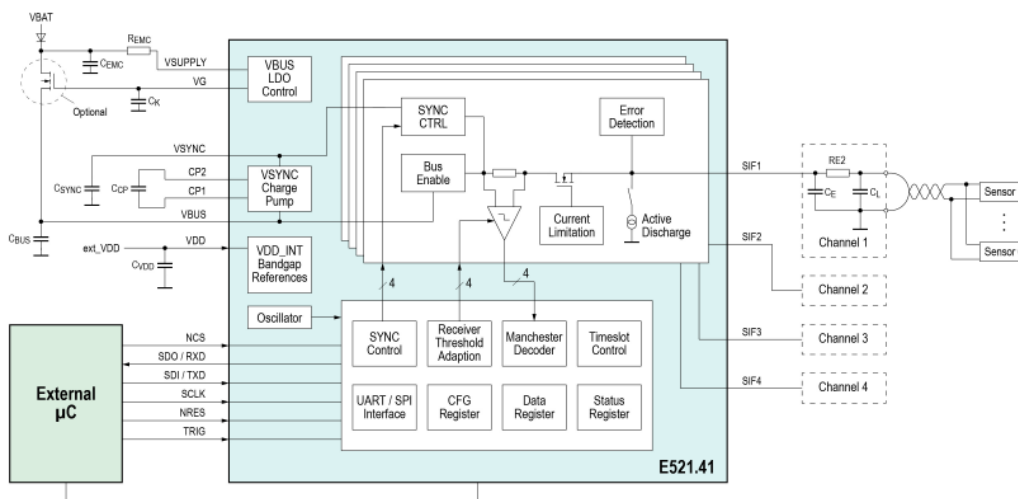 VBAT
REMC
CEMC
VSUPPLY
VG
CK
Optional
VBUS
LDO
Control
SYNC
CTRL
Error
Detection
VSYNC
CP2
CP1
CSYNC
CCP
VSYNC
Charge
Pump
VBUS
Bus
Enable
Current
Limitation
Active
Discharge
SIF1
RE2
CE
CL
Channel 1
Sensor
Sensor
CBUS
ext_VDD
VDD
CVDD
VDD_INT
Bandgap
References
SIF2
Channel 2
4
4
4
Oscillator
SYNC
Control
Receiver
Threshold
Adaption
Manchester
Decoder
Timeslot
Control
SIF3
Channel 3
SIF4
Channel 4
External
µC
NCS
SDO / RXD
SDI / TXD
SCLK
NRES
TRIG
UART / SPI
Interface
CFG
Register
Data
Register
Status
Register
E521.41